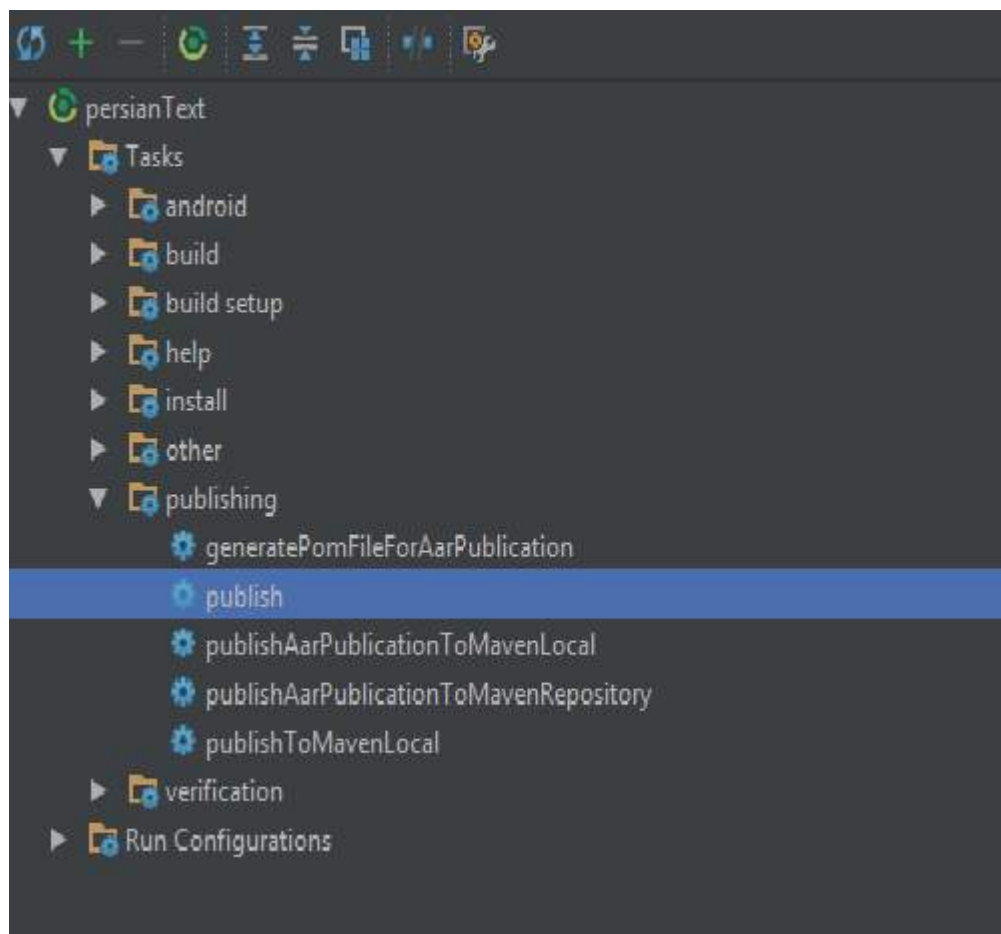 persianText
Tasks
android
build
build setup
help
install
other
publishing
generatePomFileForAarPublication
publish
publishAarPublicationToMavenLocal
publishAarPublicationToMavenRepository
publishToMavenLocal
verification
Run Configurations